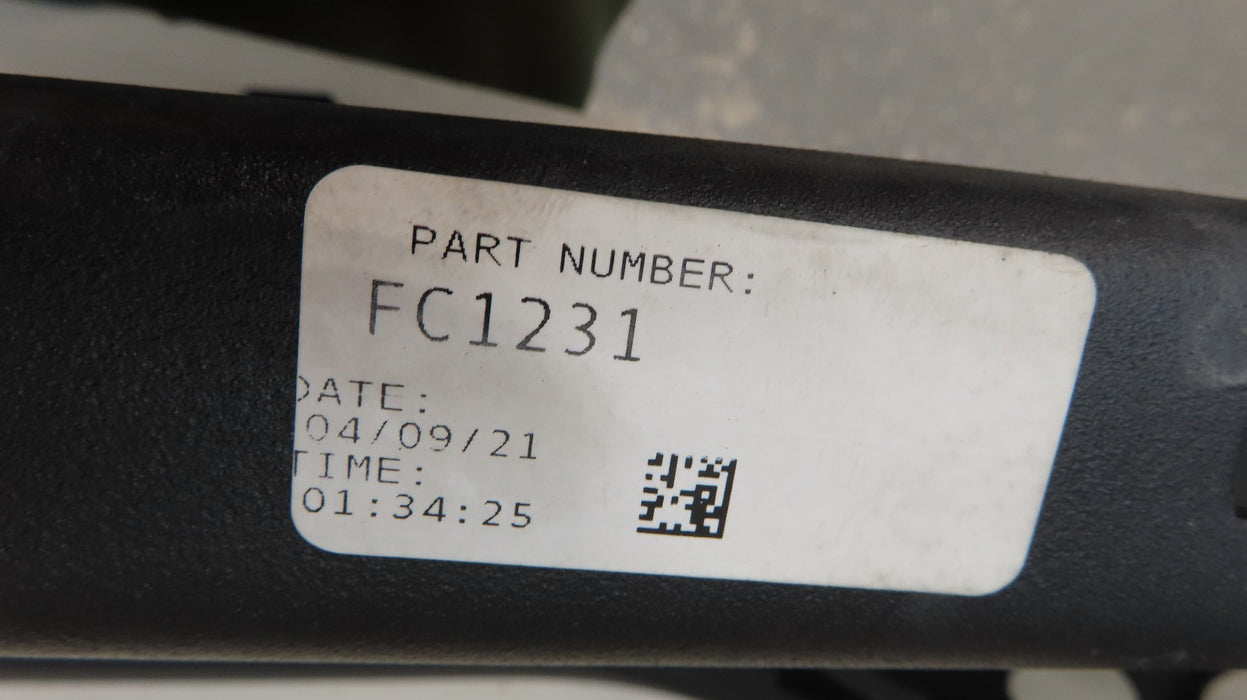 PART NUMBER:
FC1231
DATE:
04/09/21
TIME:
01:34:25